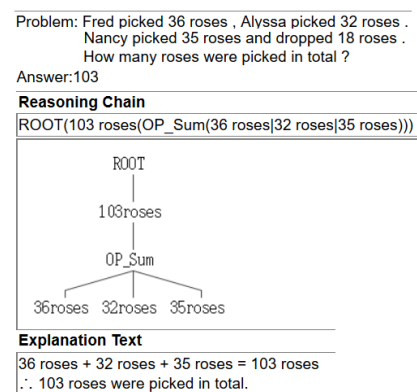 Problem: Fred picked 36 roses , Alyssa picked 32 roses .
Nancy picked 35 roses and dropped 18 roses .
How many roses were picked in total ?
Answer:103
Reasoning Chain
ROOT(103 roses(OP_Sum(36 roses|32 roses|35 roses)))
ROOT
103roses
OP_Sum
36roses 32roses 35roses
Explanation Text
36 roses + 32 roses + 35 roses = 103 roses
∴ 103 roses were picked in total.